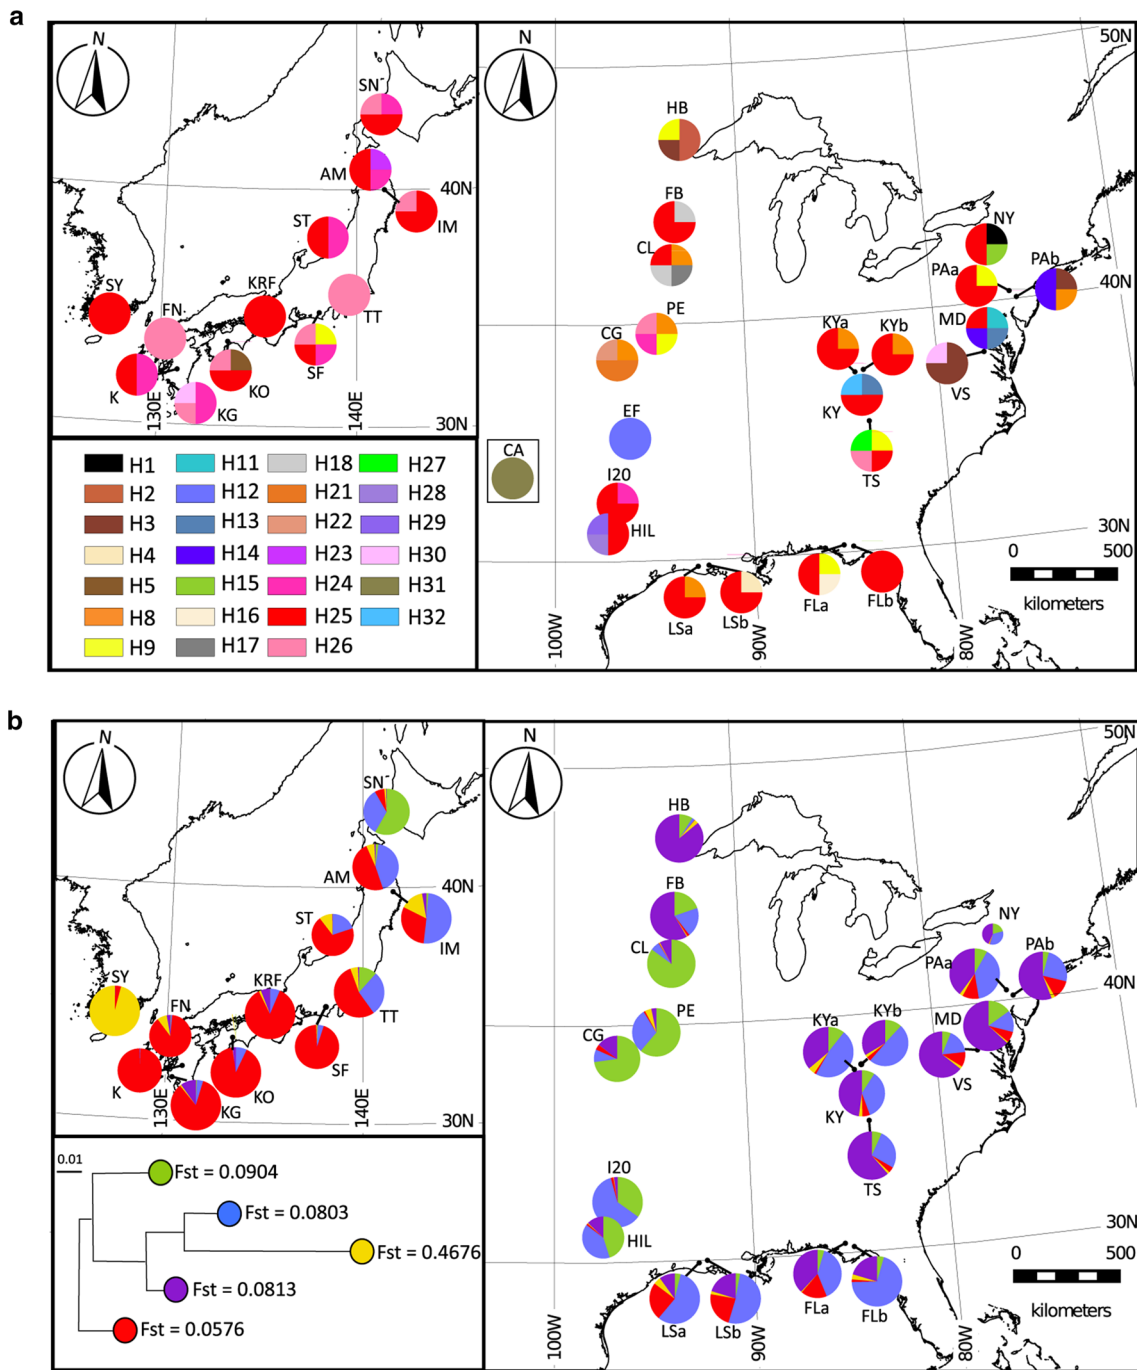 a
N
SN-
AM
40N
IM
ST
SY
KRF
FN
TT
SF
K
KO
KG
130E
140E
30N
H1
H2
H3
H4
H5
H8
H9
H11
H12
H13
H14
H15
H16
H17
H18
H21
H22
H23
H24
H25
H26
H27
H28
H29
H30
H31
H32
CA
N
50N
HB
FB
CL
NY
PAa
PAb
40N
PE
CG
KYa
KYb
MD
VS
EF
KY
TS
I20
HIL
30N
0 500
kilometers
LSa
LSb
FLa
FLb
100W
90W
80W
b
N
SN-
AM
40N
IM
ST
SY
KRF
FN
TT
SF
K
KO
KG
130E
140E
30N
0.01
Fst = 0.0904
Fst = 0.0803
Fst = 0.4676
Fst = 0.0813
Fst = 0.0576
N
50N
HB
FB
NY
CL
PAa
PAb
40N
PE
CG
KYa
KYb
MD
VS
KY
TS
I20
HIL
30N
0 500
kilometers
LSa
LSb
FLa
FLb
100W
90W
80W